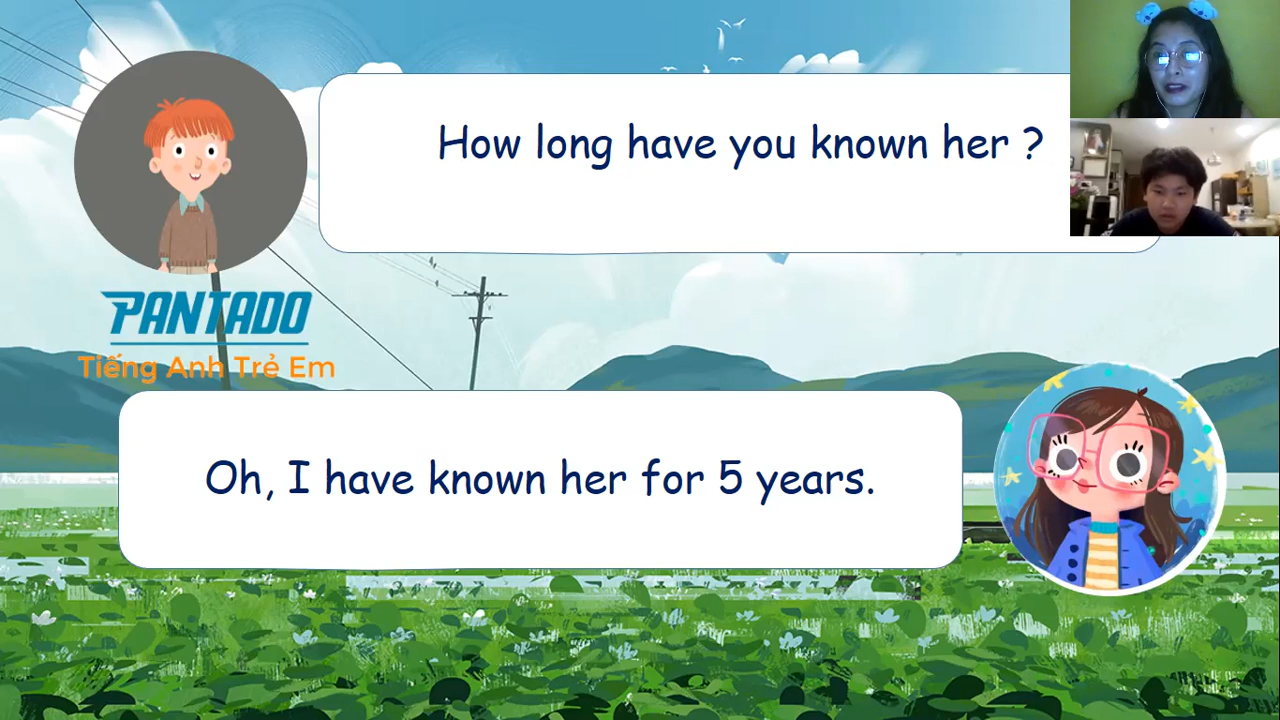 How long have you known her ?
PANTADO
Tiếng Anh Trẻ Em
Oh, I have known her for 5 years.